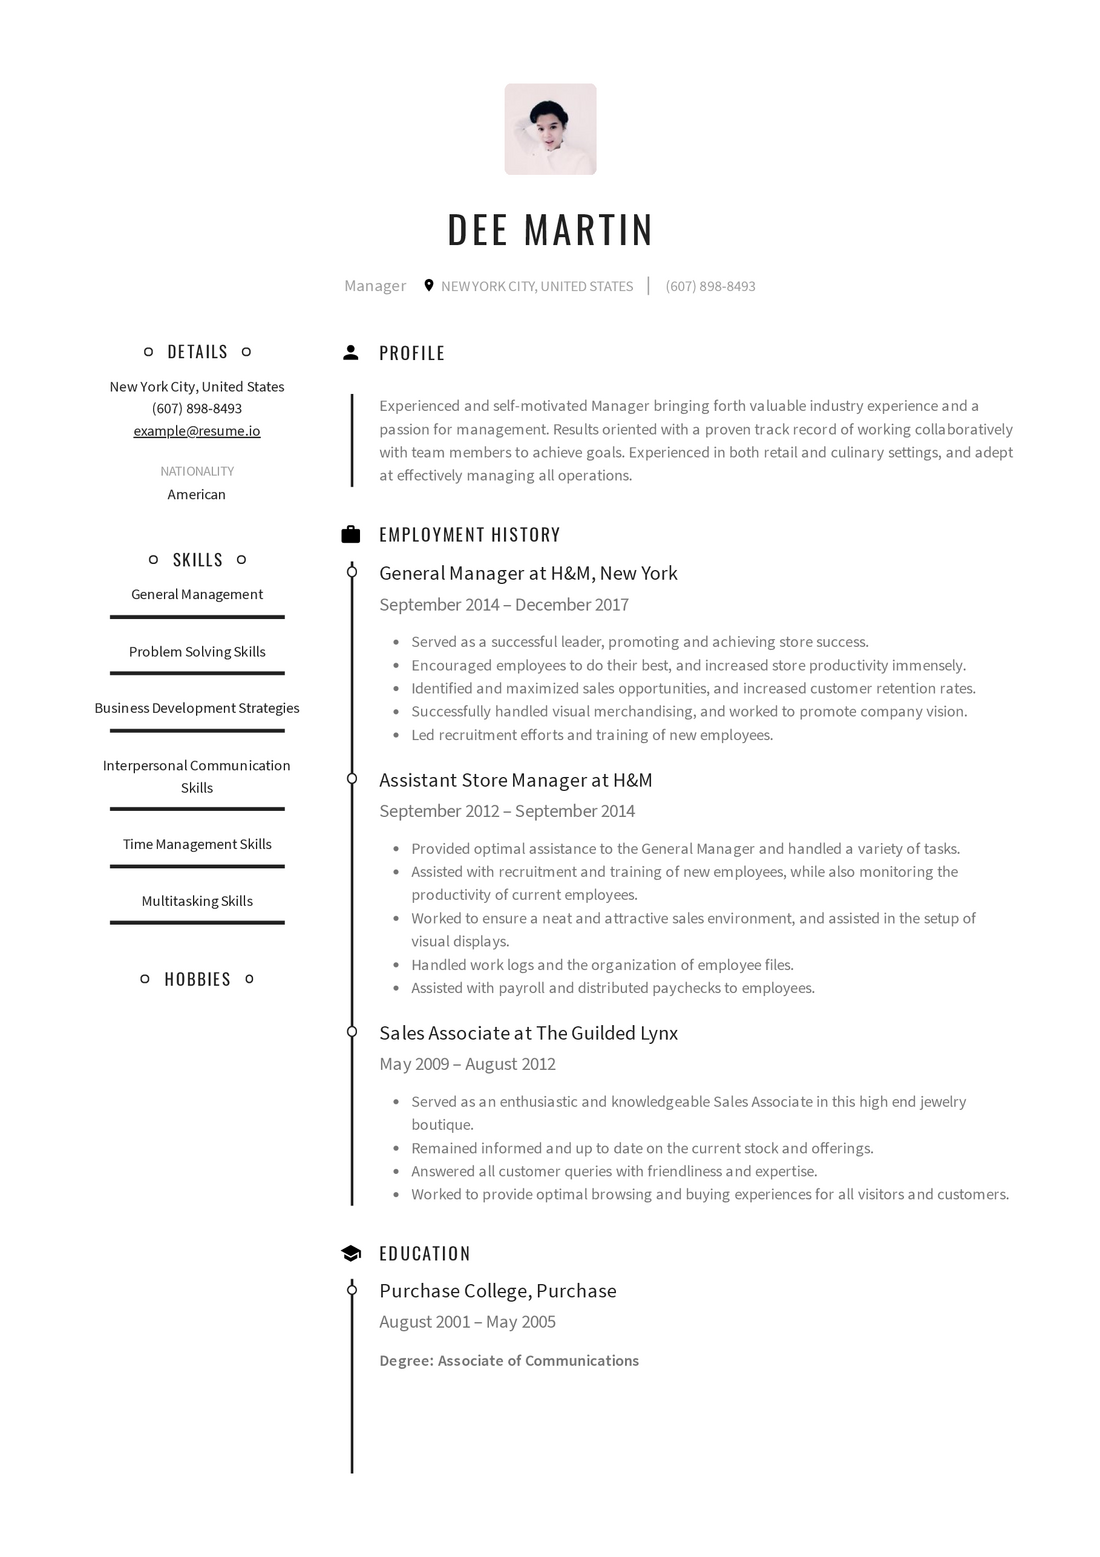 DEE MARTIN
Manager NEW YORK CITY, UNITED STATES (607) 898-8493
DETAILS
New York City, United States
(607) 898-8493
example@resume.io
NATIONALITY
American
SKILLS
General Management
Problem Solving Skills
Business Development Strategies
Interpersonal Communication
Skills
Time Management Skills
Multitasking Skills
HOBBIES
PROFILE
Experienced and self-motivated Manager bringing forth valuable industry experience and a
passion for management. Results oriented with a proven track record of working collaboratively
with team members to achieve goals. Experienced in both retail and culinary settings, and adept
at effectively managing all operations.
EMPLOYMENT HISTORY
General Manager at H&M, New York
September 2014 – December 2017
• Served as a successful leader, promoting and achieving store success.
• Encouraged employees to do their best, and increased store productivity immensely.
• Identified and maximized sales opportunities, and increased customer retention rates.
• Successfully handled visual merchandising, and worked to promote company vision.
• Led recruitment efforts and training of new employees.
Assistant Store Manager at H&M
September 2012 – September 2014
• Provided optimal assistance to the General Manager and handled a variety of tasks.
• Assisted with recruitment and training of new employees, while also monitoring the
productivity of current employees.
• Worked to ensure a neat and attractive sales environment, and assisted in the setup of
visual displays.
• Handled work logs and the organization of employee files.
• Assisted with payroll and distributed paychecks to employees.
Sales Associate at The Guilded Lynx
May 2009 – August 2012
• Served as an enthusiastic and knowledgeable Sales Associate in this high end jewelry
boutique.
• Remained informed and up to date on the current stock and offerings.
• Answered all customer queries with friendliness and expertise.
• Worked to provide optimal browsing and buying experiences for all visitors and customers.
EDUCATION
Purchase College, Purchase
August 2001 – May 2005
Degree: Associate of Communications